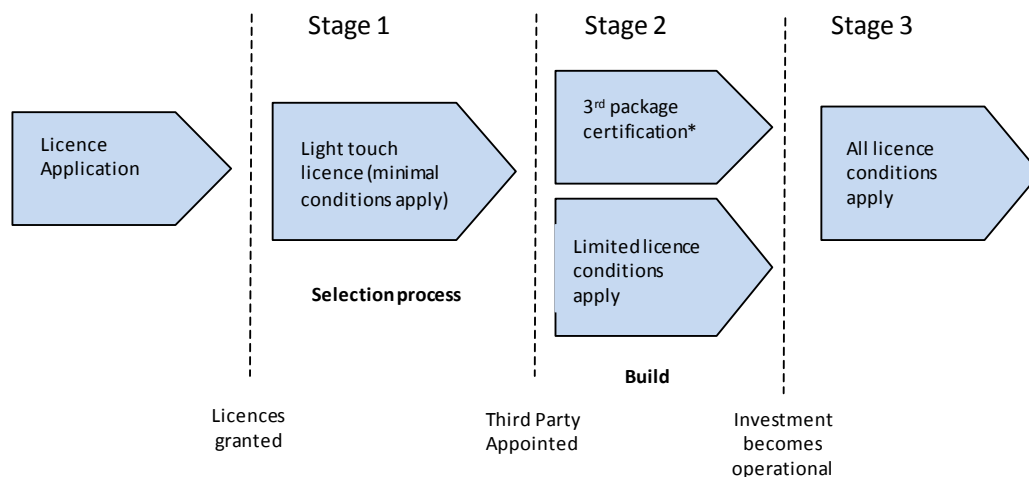 Stage 1
Stage 2
Stage 3
Licence
Application
Light touch
licence (minimal
conditions apply)
3rd package
certification*
Limited licence
conditions
apply
All licence
conditions
apply
Selection process
Build
Licences
granted
Third Party
Appointed
Investment
becomes
operational